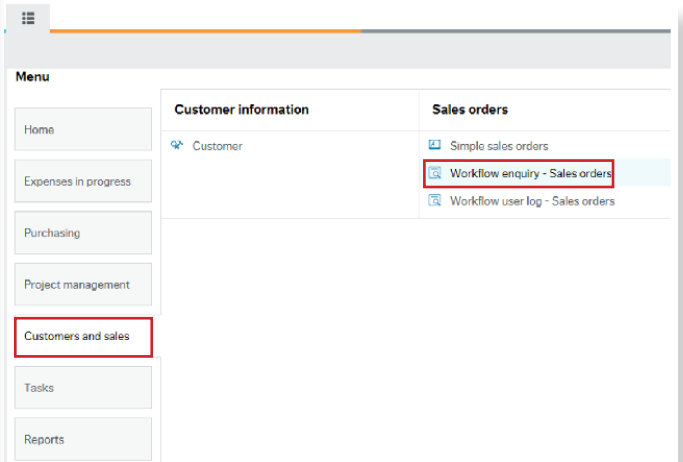 Menu
Home
Expenses in progress
Purchasing
Project management
Customers and sales
Tasks
Reports
Customer information
Customer
Sales orders
Simple sales orders
Workflow enquiry - Sales orders
Workflow user log - Sales orders